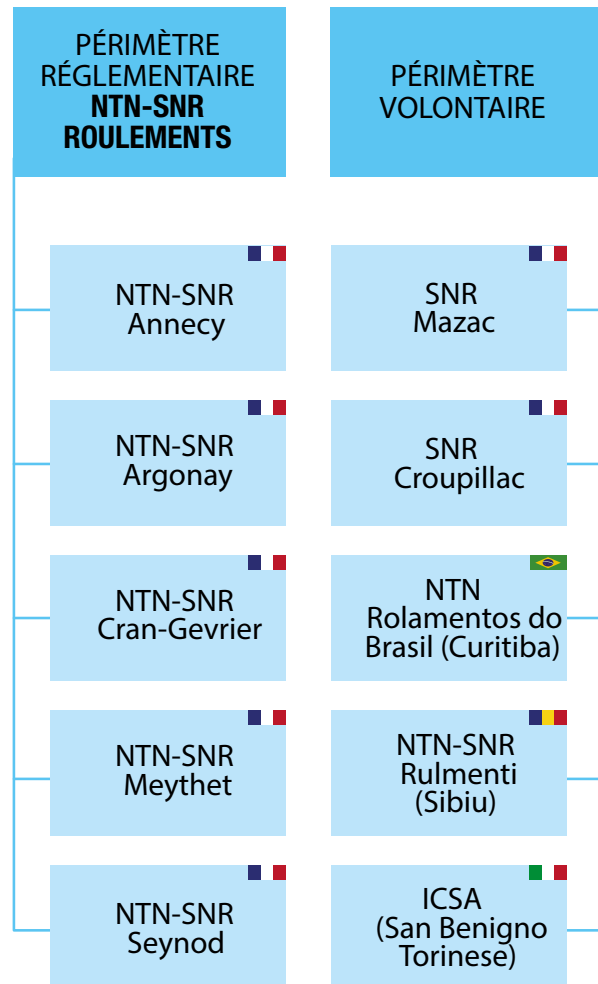 PÉRIMÈTRE
RÉGLEMENTAIRE
NTN-SNR
ROULEMENTS
NTN-SNR
Annecy
NTN-SNR
Argonay
NTN-SNR
Cran-Gevrier
NTN-SNR
Meythet
NTN-SNR
Seynod
PÉRIMÈTRE
VOLONTAIRE
SNR
Mazac
SNR
Croupillac
NTN
Rolamentos do
Brasil (Curitiba)
NTN-SNR
Rulmenti
(Sibiu)
ICSA
(San Benigno
Torinese)